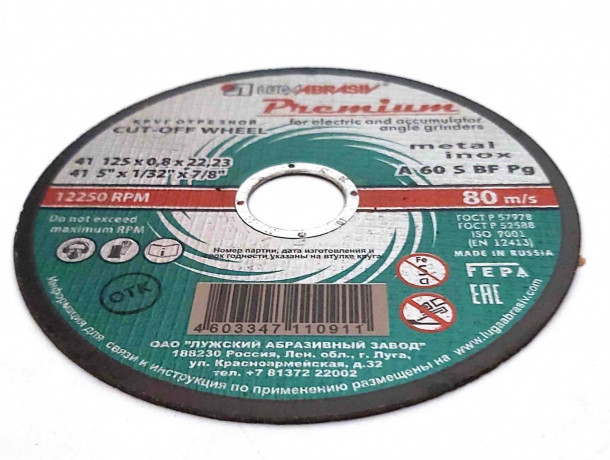 LUGAABRASIV
Premium
for electric and accumulator
angle grinders
КРУГ ОТРЕЗНОЙ
CUT-OFF WHEEL
41 125 x 0,8 x 22,23
41 5" x 1/32" x 7/8"
metal
inox
A 60 S BF Pg
12250 RPM
80 m/s
Do not exceed
maximum RPM
ГОСТ Р 57978
ГОСТ Р 52588
ISO 9001
(EN 12413)
MADE IN RUSSIA
Номер партии, дата изготовления и
срок годности указаны на втулке круга
Fe
S
FEPA
EAC
ОТК
4 603347 110911
ОАО "ЛУЖСКИЙ АБРАЗИВНЫЙ ЗАВОД"
188230 Россия, Лен. обл., г. Луга,
ул. Красноармейская, д.32
тел. +7 81372 22002
Информация для связи и инструкция по применению размещены на www.lugaabrasiv.com